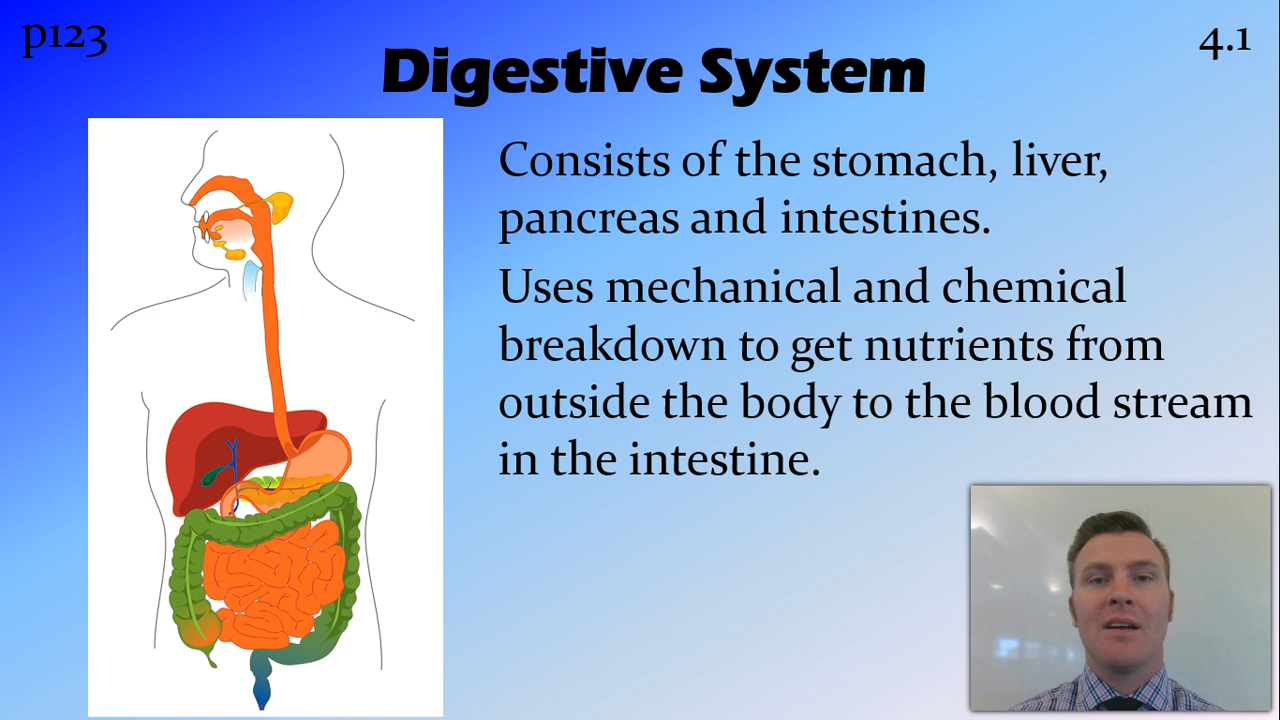 p123
4.1
Digestive System
Consists of the stomach, liver,
pancreas and intestines.
Uses mechanical and chemical
breakdown to get nutrients from
outside the body to the blood stream
in the intestine.